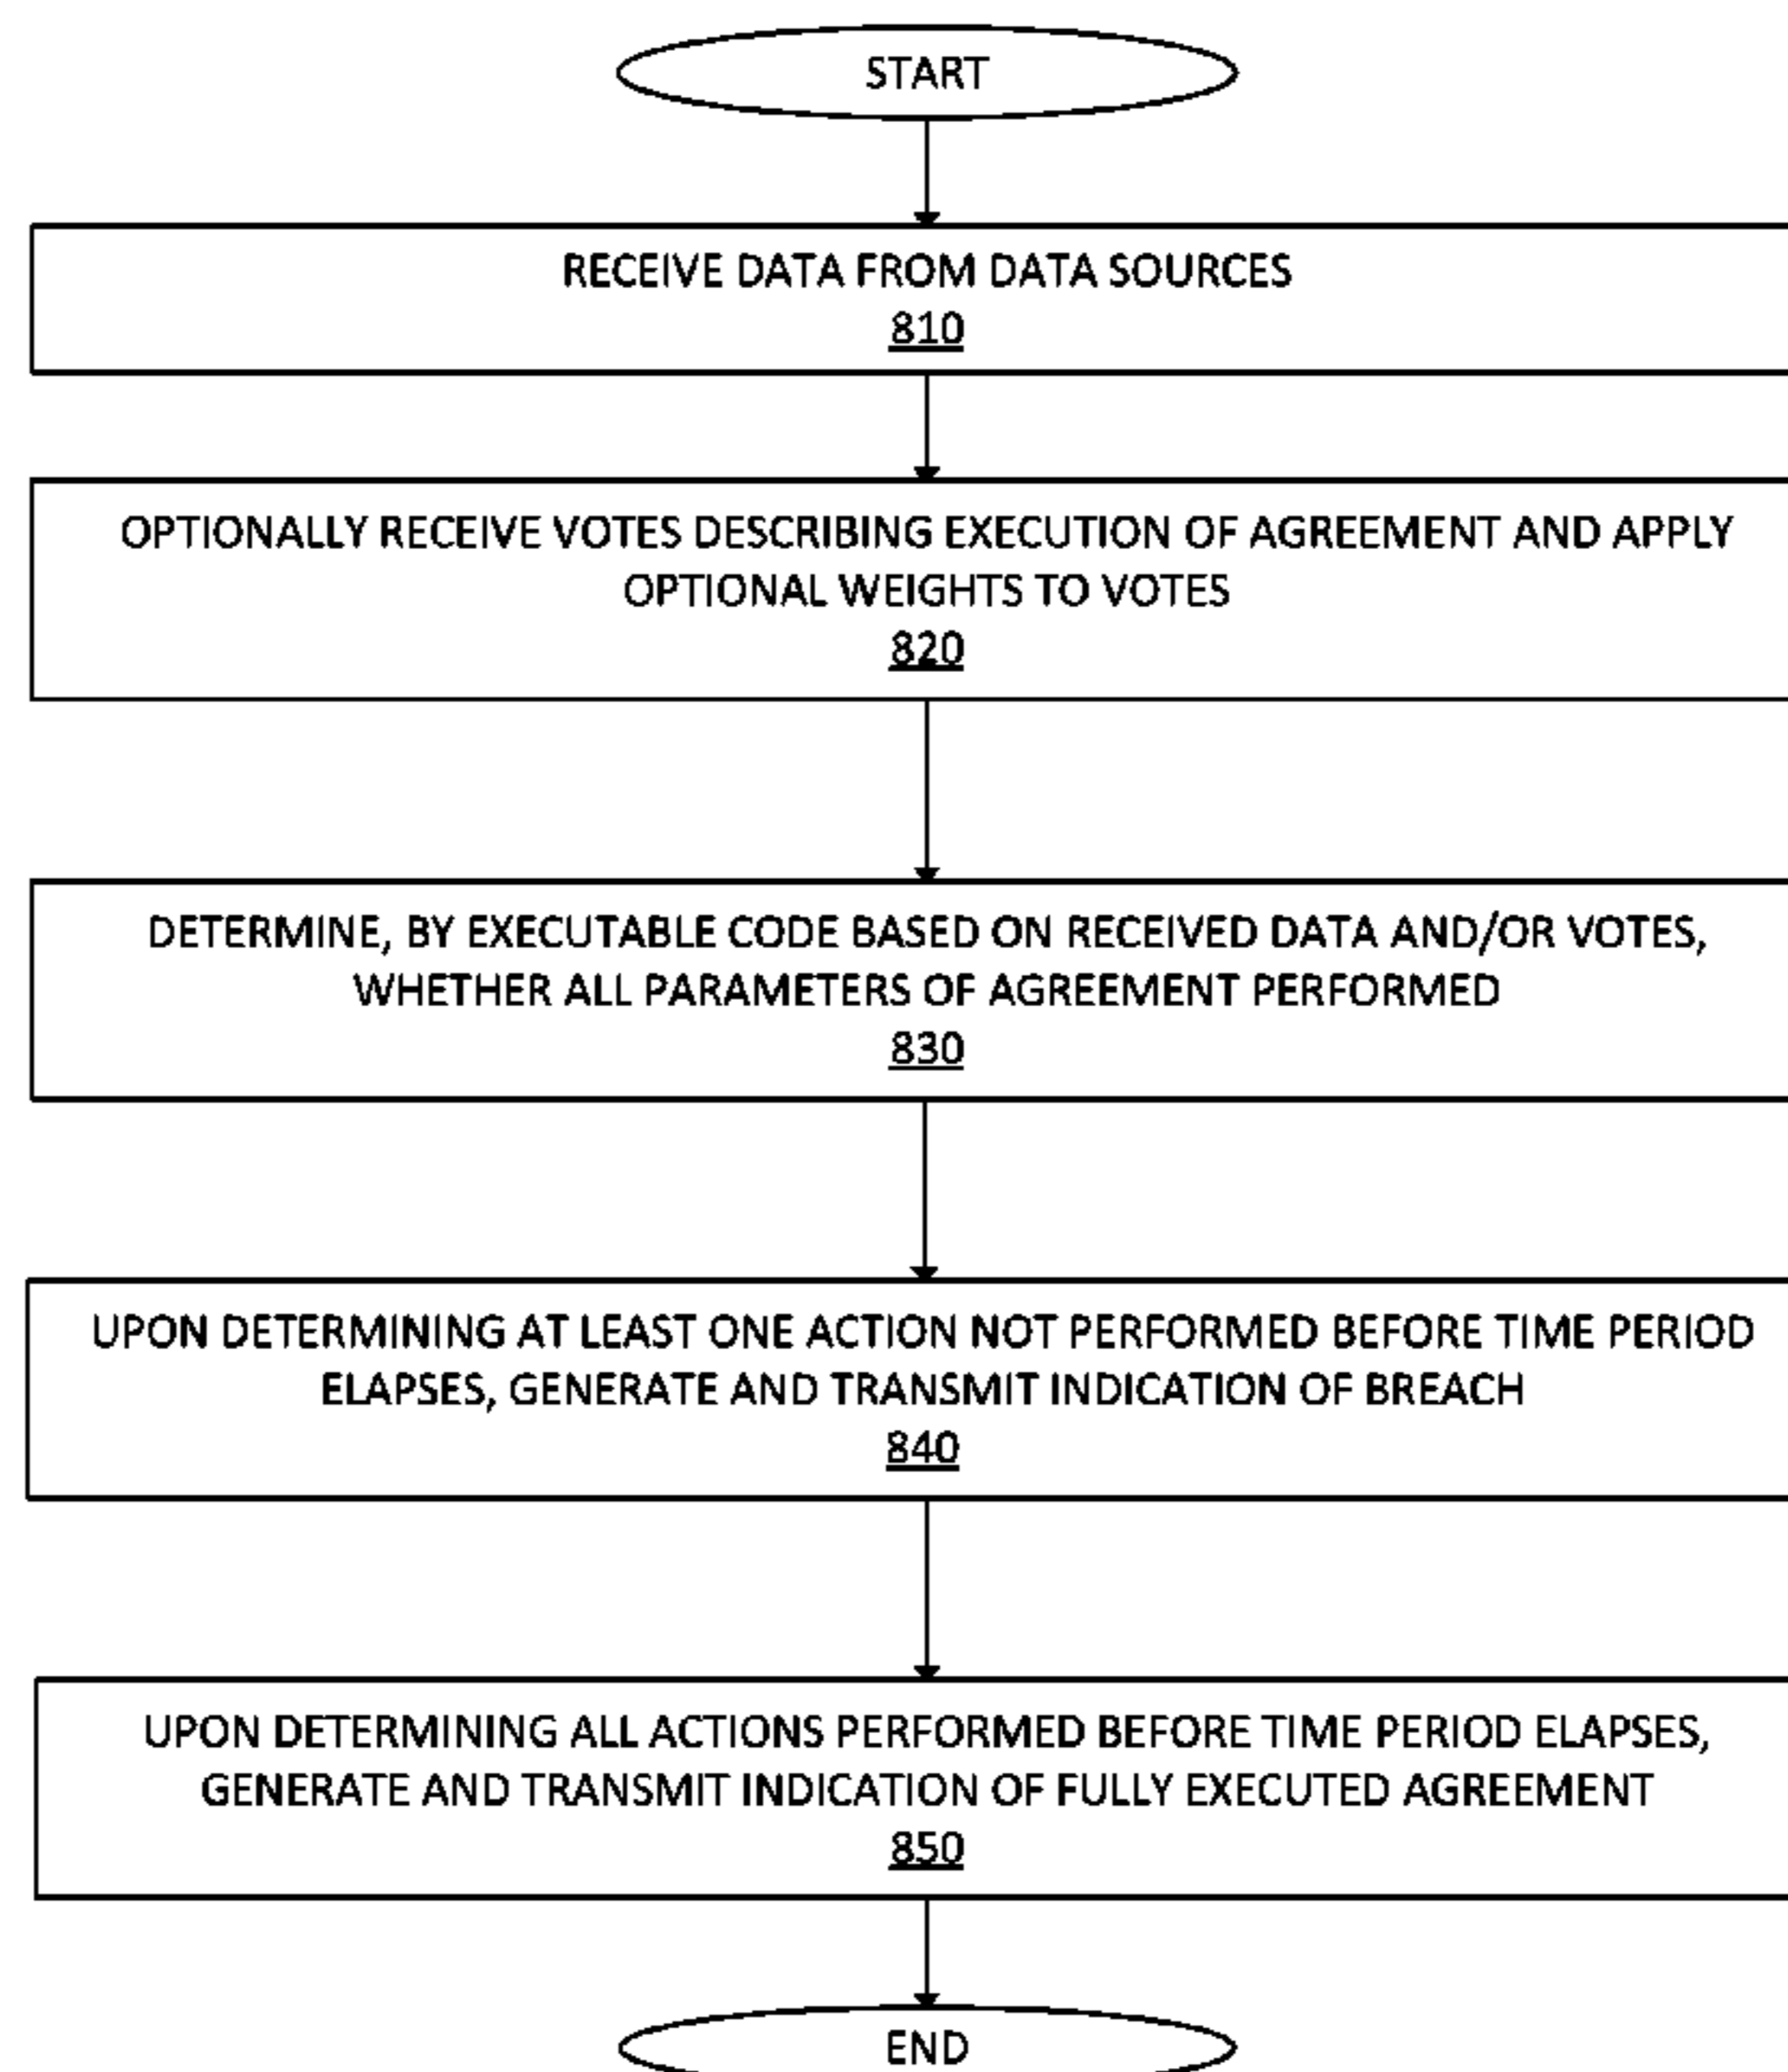 START
RECEIVE DATA FROM DATA SOURCES
810
OPTIONALLY RECEIVE VOTES DESCRIBING EXECUTION OF AGREEMENT AND APPLY
OPTIONAL WEIGHTS TO VOTES
820
DETERMINE, BY EXECUTABLE CODE BASED ON RECEIVED DATA AND/OR VOTES,
WHETHER ALL PARAMETERS OF AGREEMENT PERFORMED
830
UPON DETERMINING AT LEAST ONE ACTION NOT PERFORMED BEFORE TIME PERIOD
ELAPSES, GENERATE AND TRANSMIT INDICATION OF BREACH
840
UPON DETERMINING ALL ACTIONS PERFORMED BEFORE TIME PERIOD ELAPSES,
GENERATE AND TRANSMIT INDICATION OF FULLY EXECUTED AGREEMENT
850
END